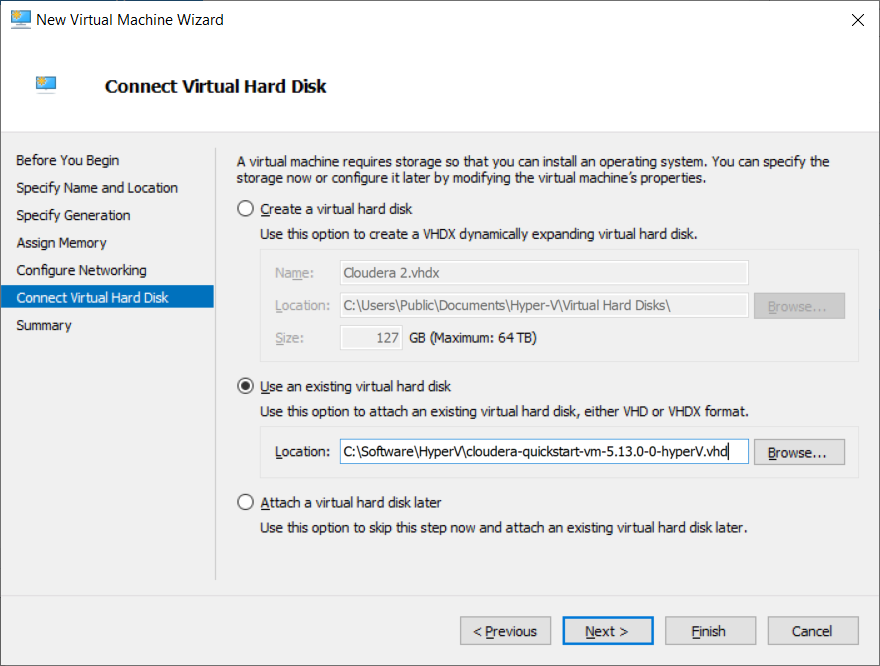 New Virtual Machine Wizard
Connect Virtual Hard Disk
Before You Begin
Specify Name and Location
Specify Generation
Assign Memory
Configure Networking
Connect Virtual Hard Disk
Summary
A virtual machine requires storage so that you can install an operating system. You can specify the
storage now or configure it later by modifying the virtual machine's properties.
Create a virtual hard disk
Use this option to create a VHDX dynamically expanding virtual hard disk.
Name: Cloudera 2.vhdx
Location: C:\Users\Public\Documents\Hyper-V\Virtual Hard Disks\ Browse...
Size: 127 GB (Maximum: 64 TB)
Use an existing virtual hard disk
Use this option to attach an existing virtual hard disk, either VHD or VHDX format.
Location: C:\Software\HyperV\cloudera-quickstart-vm-5.13.0-0-hyperV.vhd Browse...
Attach a virtual hard disk later
Use this option to skip this step now and attach an existing virtual hard disk later.
< Previous Next > Finish Cancel